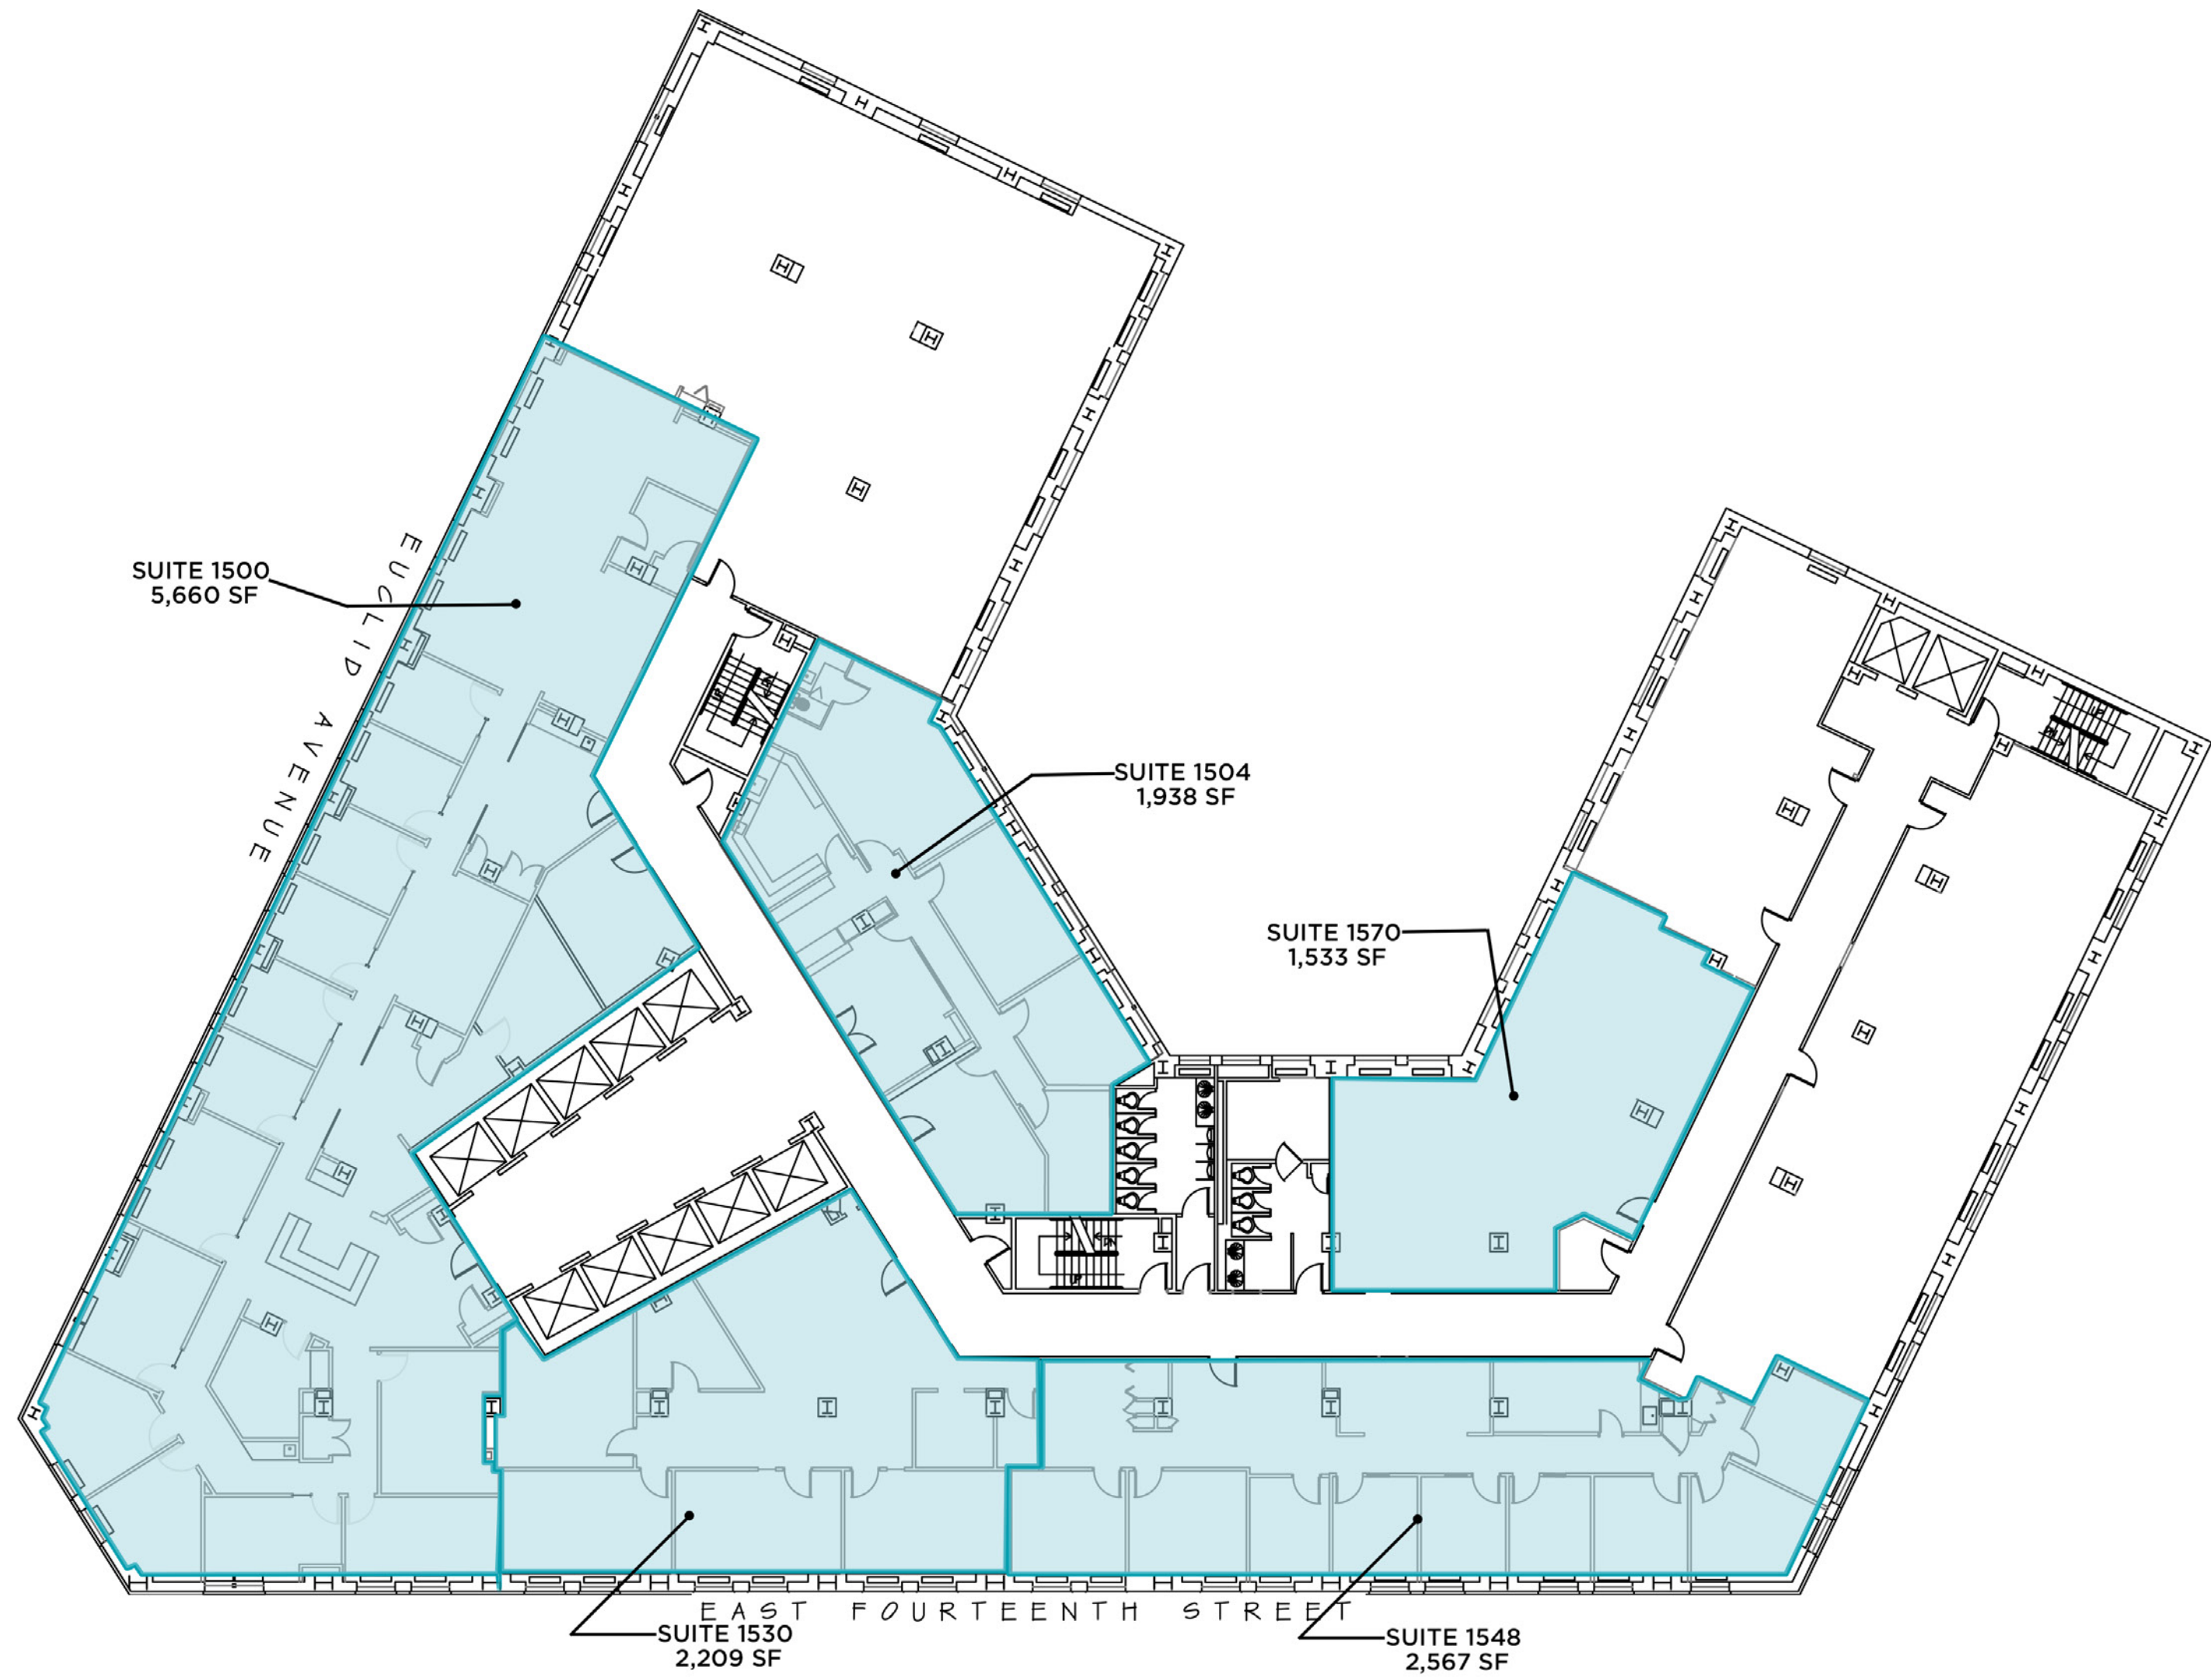 SUITE 1500
5,660 SF
EUCLID AVENUE
SUITE 1504
1,938 SF
SUITE 1570
1,533 SF
EAST FOURTEENTH STREET
SUITE 1530
2,209 SF
SUITE 1548
2,567 SF